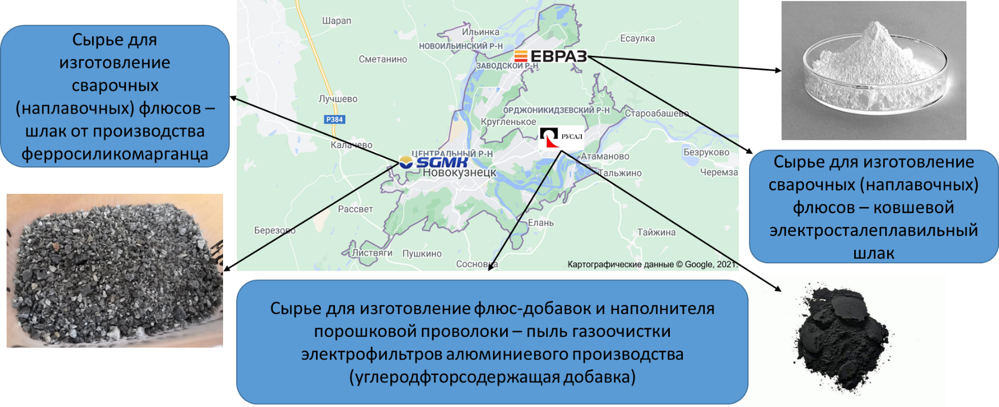 Сырье для
изготовление
сварочных
(наплавочных) флюсов –
шлак от производства
ферросиликомарганца
Шарап
Ильинка
НОВОИЛЬИНСКИЙ Р-Н
Есаулка
Сметанино
ЕВРАЗ
ЗАВОДСКОЙ Р-Н
Лучшево
ОРДЖОНИКИДЗЕВСКИЙ Р-Н
Староабашево
Р384
Кругленькое
РУСАЛ
Калачево
ЦЕНТРАЛЬНЫЙ Р-Н
Атаманово
Безруково
SGMK
Новокузнецк
Тальжино
Черемза
Рассвет
Елань
Березово
Тайжина
Листвяги
Пушкино
Сосновка
Картографические данные © Google, 2021.
Сырье для изготовление
сварочных (наплавочных)
флюсов – ковшевой
электросталеплавильный
шлак
Сырье для изготовление флюс-добавок и наполнителя
порошковой проволоки – пыль газоочистки
электрофильтров алюминиевого производства
(углеродфторсодержащая добавка)